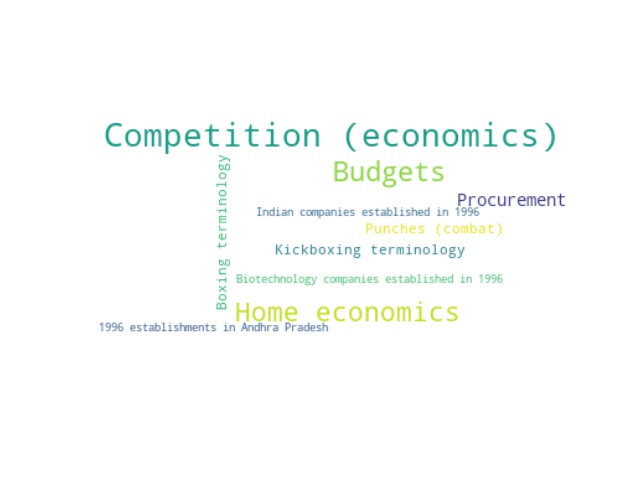 Competition (economics)
Budgets
Boxing terminology
Procurement
Indian companies established in 1996
Punches (combat)
Kickboxing terminology
Biotechnology companies established in 1996
Home economics
1996 establishments in Andhra Pradesh